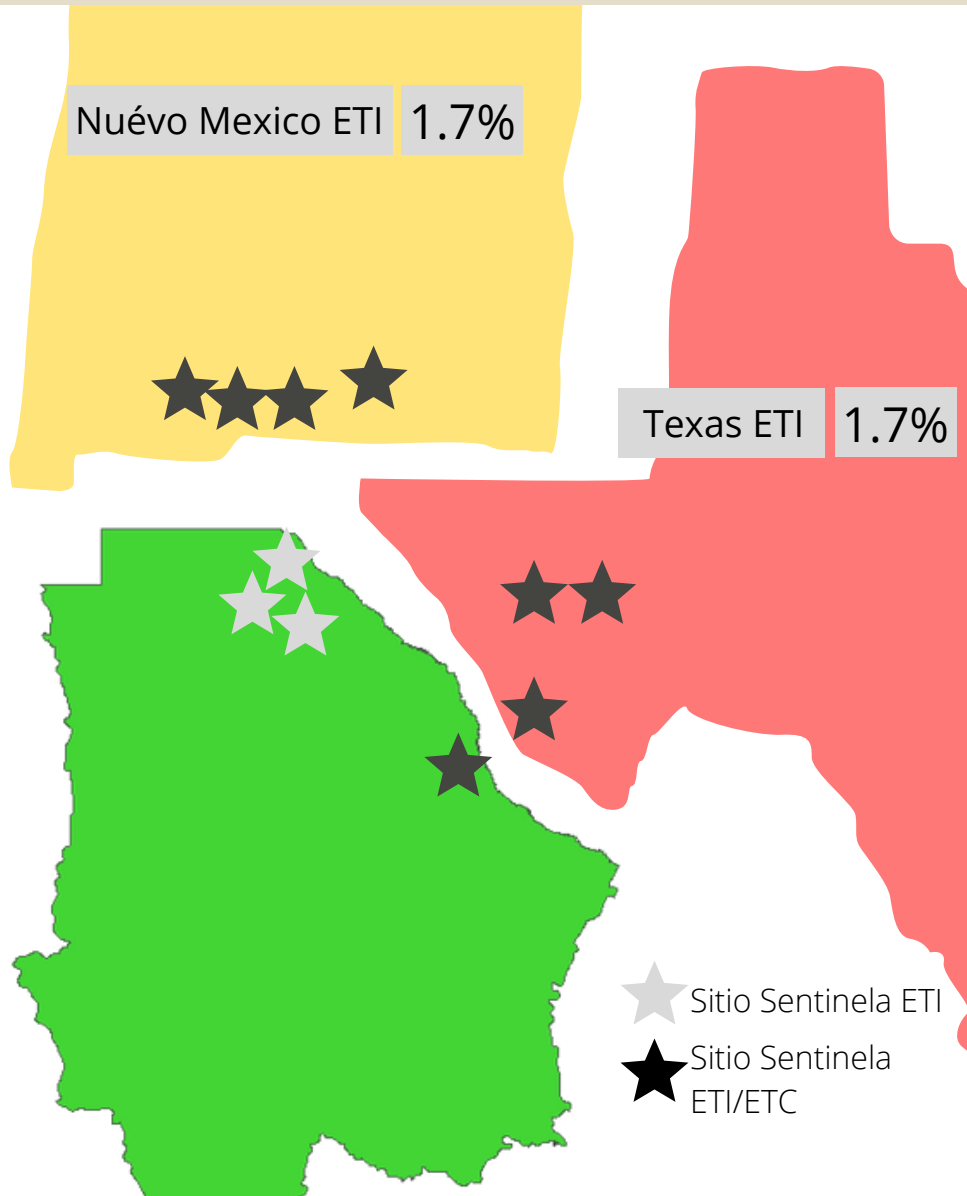 Nuévo Mexico ETI 1.7%
Texas ETI 1.7%
Sitio Sentinela ETI
Sitio Sentinela
ETI/ETC